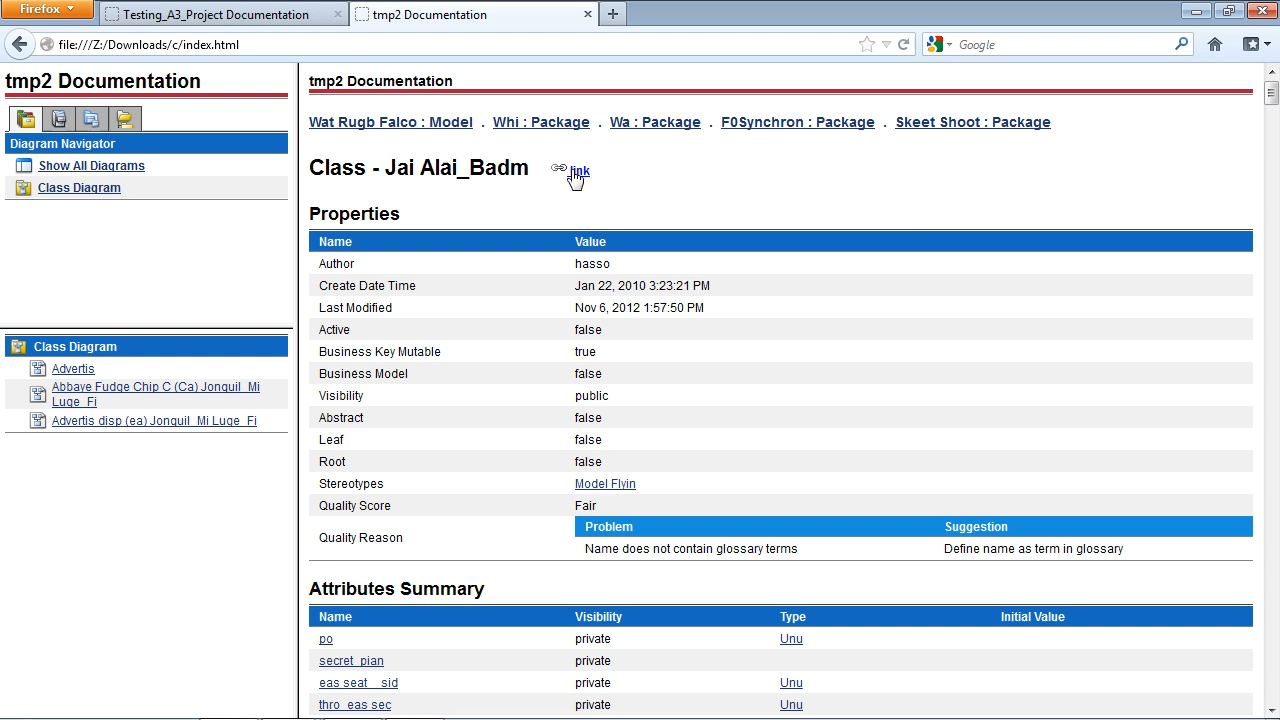 Firefox
Testing_A3_Project Documentation
tmp2 Documentation
file:///Z:/Downloads/c/index.html
Google
tmp2 Documentation
Diagram Navigator
Show All Diagrams
Class Diagram
Class Diagram
Advertis
Abbaye Fudge Chip C (Ca) Jonquil_Mi
Luge_Fi
Advertis disp (ea) Jonquil_Mi Luge_Fi
tmp2 Documentation
Wat Rugb Falco : Model . Whi : Package . Wa : Package . F0Synchron : Package . Skeet Shoot : Package
Class - Jai Alai_Badm link
Properties
Name Value
Author hasso
Create Date Time Jan 22, 2010 3:23:21 PM
Last Modified Nov 6, 2012 1:57:50 PM
Active false
Business Key Mutable true
Business Model false
Visibility public
Abstract false
Leaf false
Root false
Stereotypes Model Flyin
Quality Score Fair
Quality Reason
Problem Suggestion
Name does not contain glossary terms Define name as term in glossary
Attributes Summary
Name Visibility Type Initial Value
po private Unu
secret_pian private
eas seat__sid private Unu
thro_eas sec private Unu